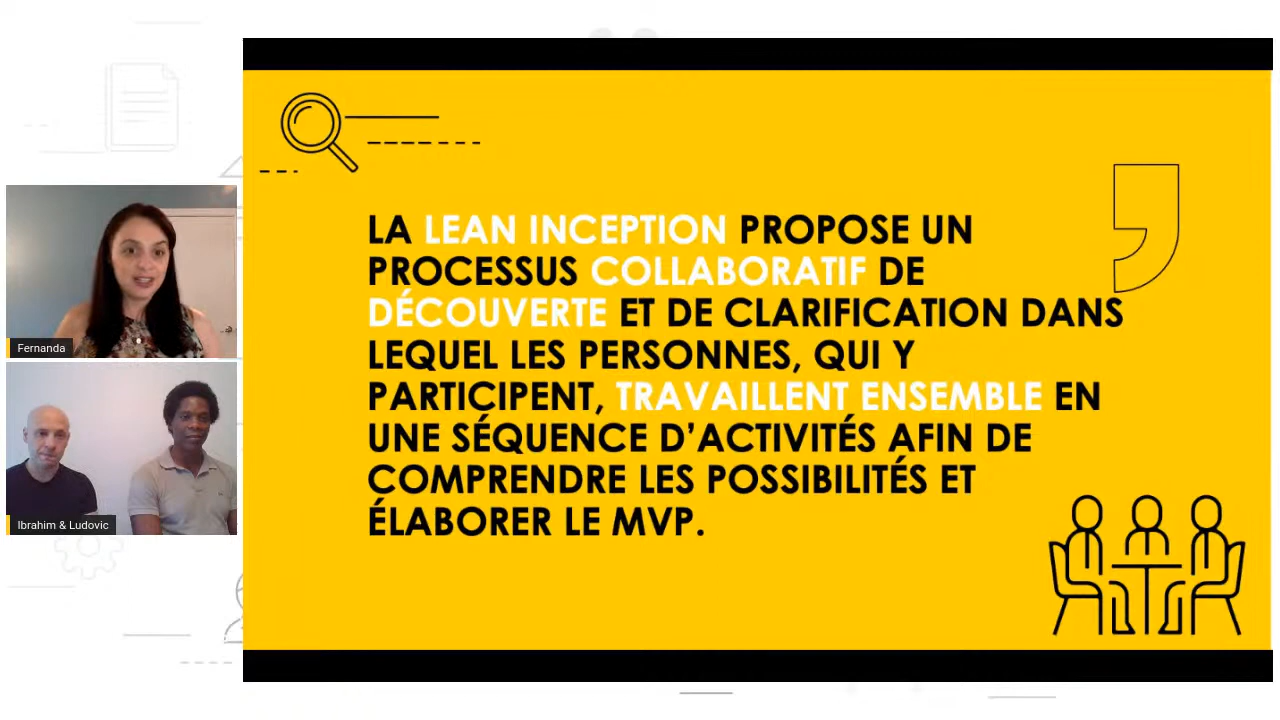 LA LEAN INCEPTION PROPOSE UN
PROCESSUS COLLABORATIF DE
DÉCOUVERTE ET DE CLARIFICATION DANS
LEQUEL LES PERSONNES, QUI Y
PARTICIPENT, TRAVAILLENT ENSEMBLE EN
UNE SÉQUENCE D’ACTIVITÉS AFIN DE
COMPRENDRE LES POSSIBILITÉS ET
ÉLABORER LE MVP.
Fernanda
Ibrahim & Ludovic